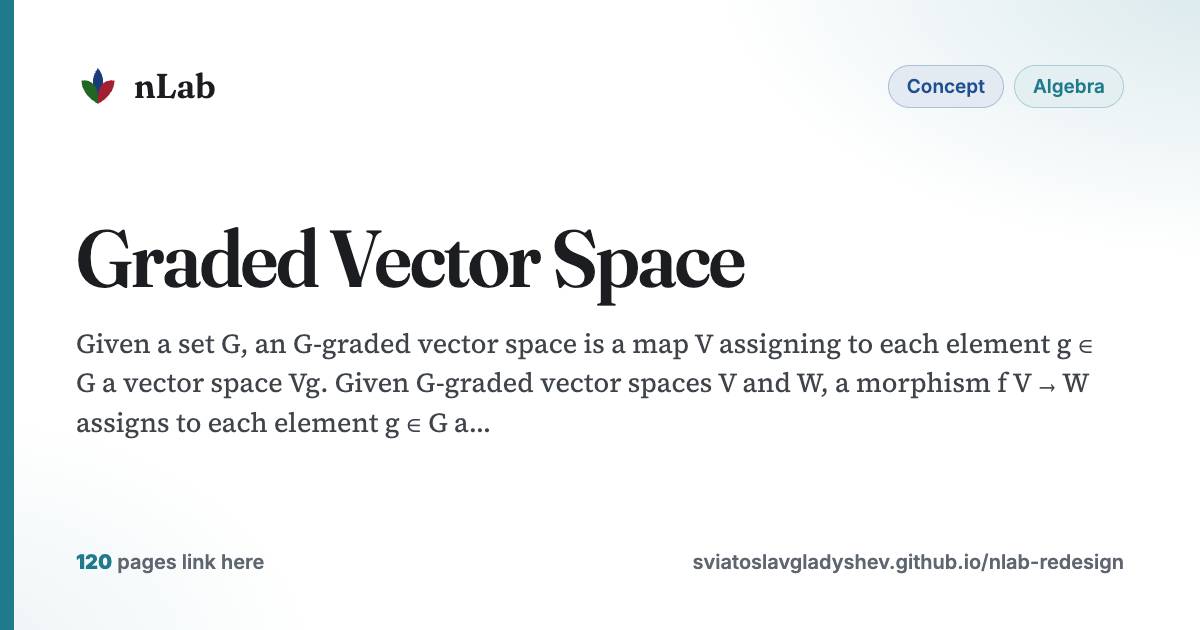 nLab
Concept
Algebra
Graded Vector Space
Given a set G, an G-graded vector space is a map V assigning to each element g ∈
G a vector space Vg. Given G-graded vector spaces V and W, a morphism f V → W
assigns to each element g ∈ G a...
120 pages link here
sviatoslavgladyshev.github.io/nlab-redesign